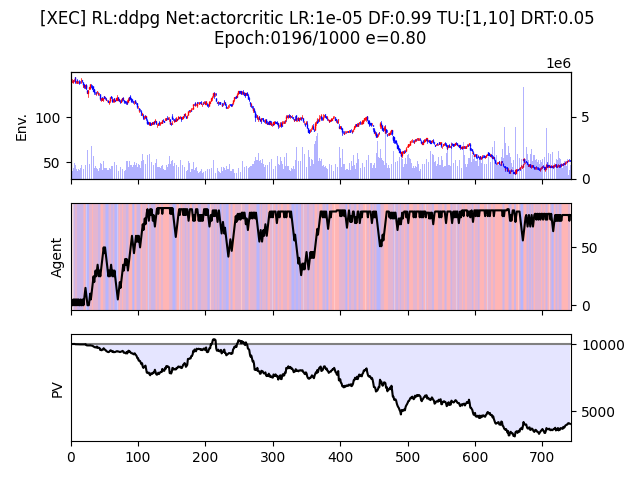 [XEC] RL:ddpg Net:actorcritic LR:1e-05 DF:0.99 TU:[1,10] DRT:0.05
Epoch:0196/1000 e=0.80
1e6
Env.
100
50
5
0
Agent
50
0
PV
10000
5000
0 100 200 300 400 500 600 700